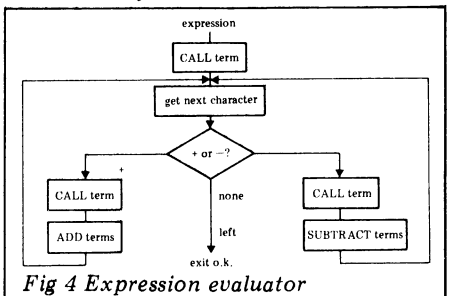 expression
CALL term
get next character
+ or −?
+
CALL term
ADD terms
none
left
exit o.k.
CALL term
SUBTRACT terms
Fig 4 Expression evaluator